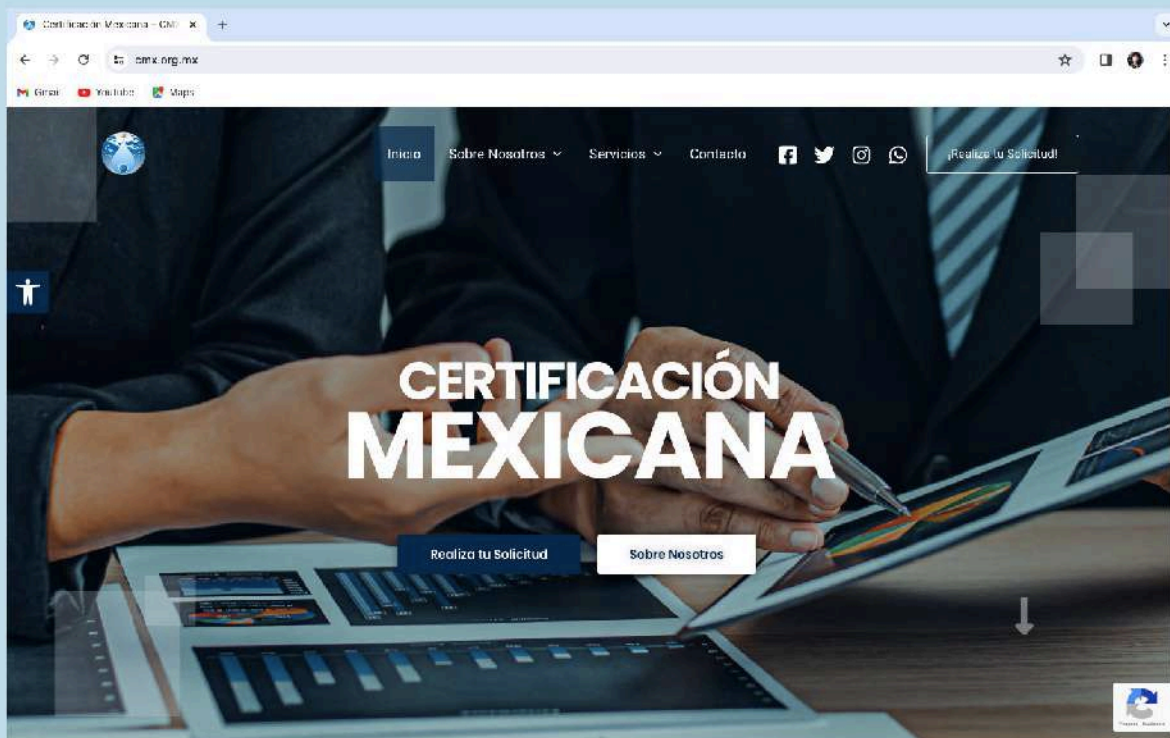 Certificación Mexicana – CM
cmx.org.mx
Gmail YouTube Maps
Inicio Sobre Nosotros Servicios Contacto ¡Realiza tu Solicitud!
CERTIFICACIÓN
MEXICANA
Realiza tu Solicitud Sobre Nosotros